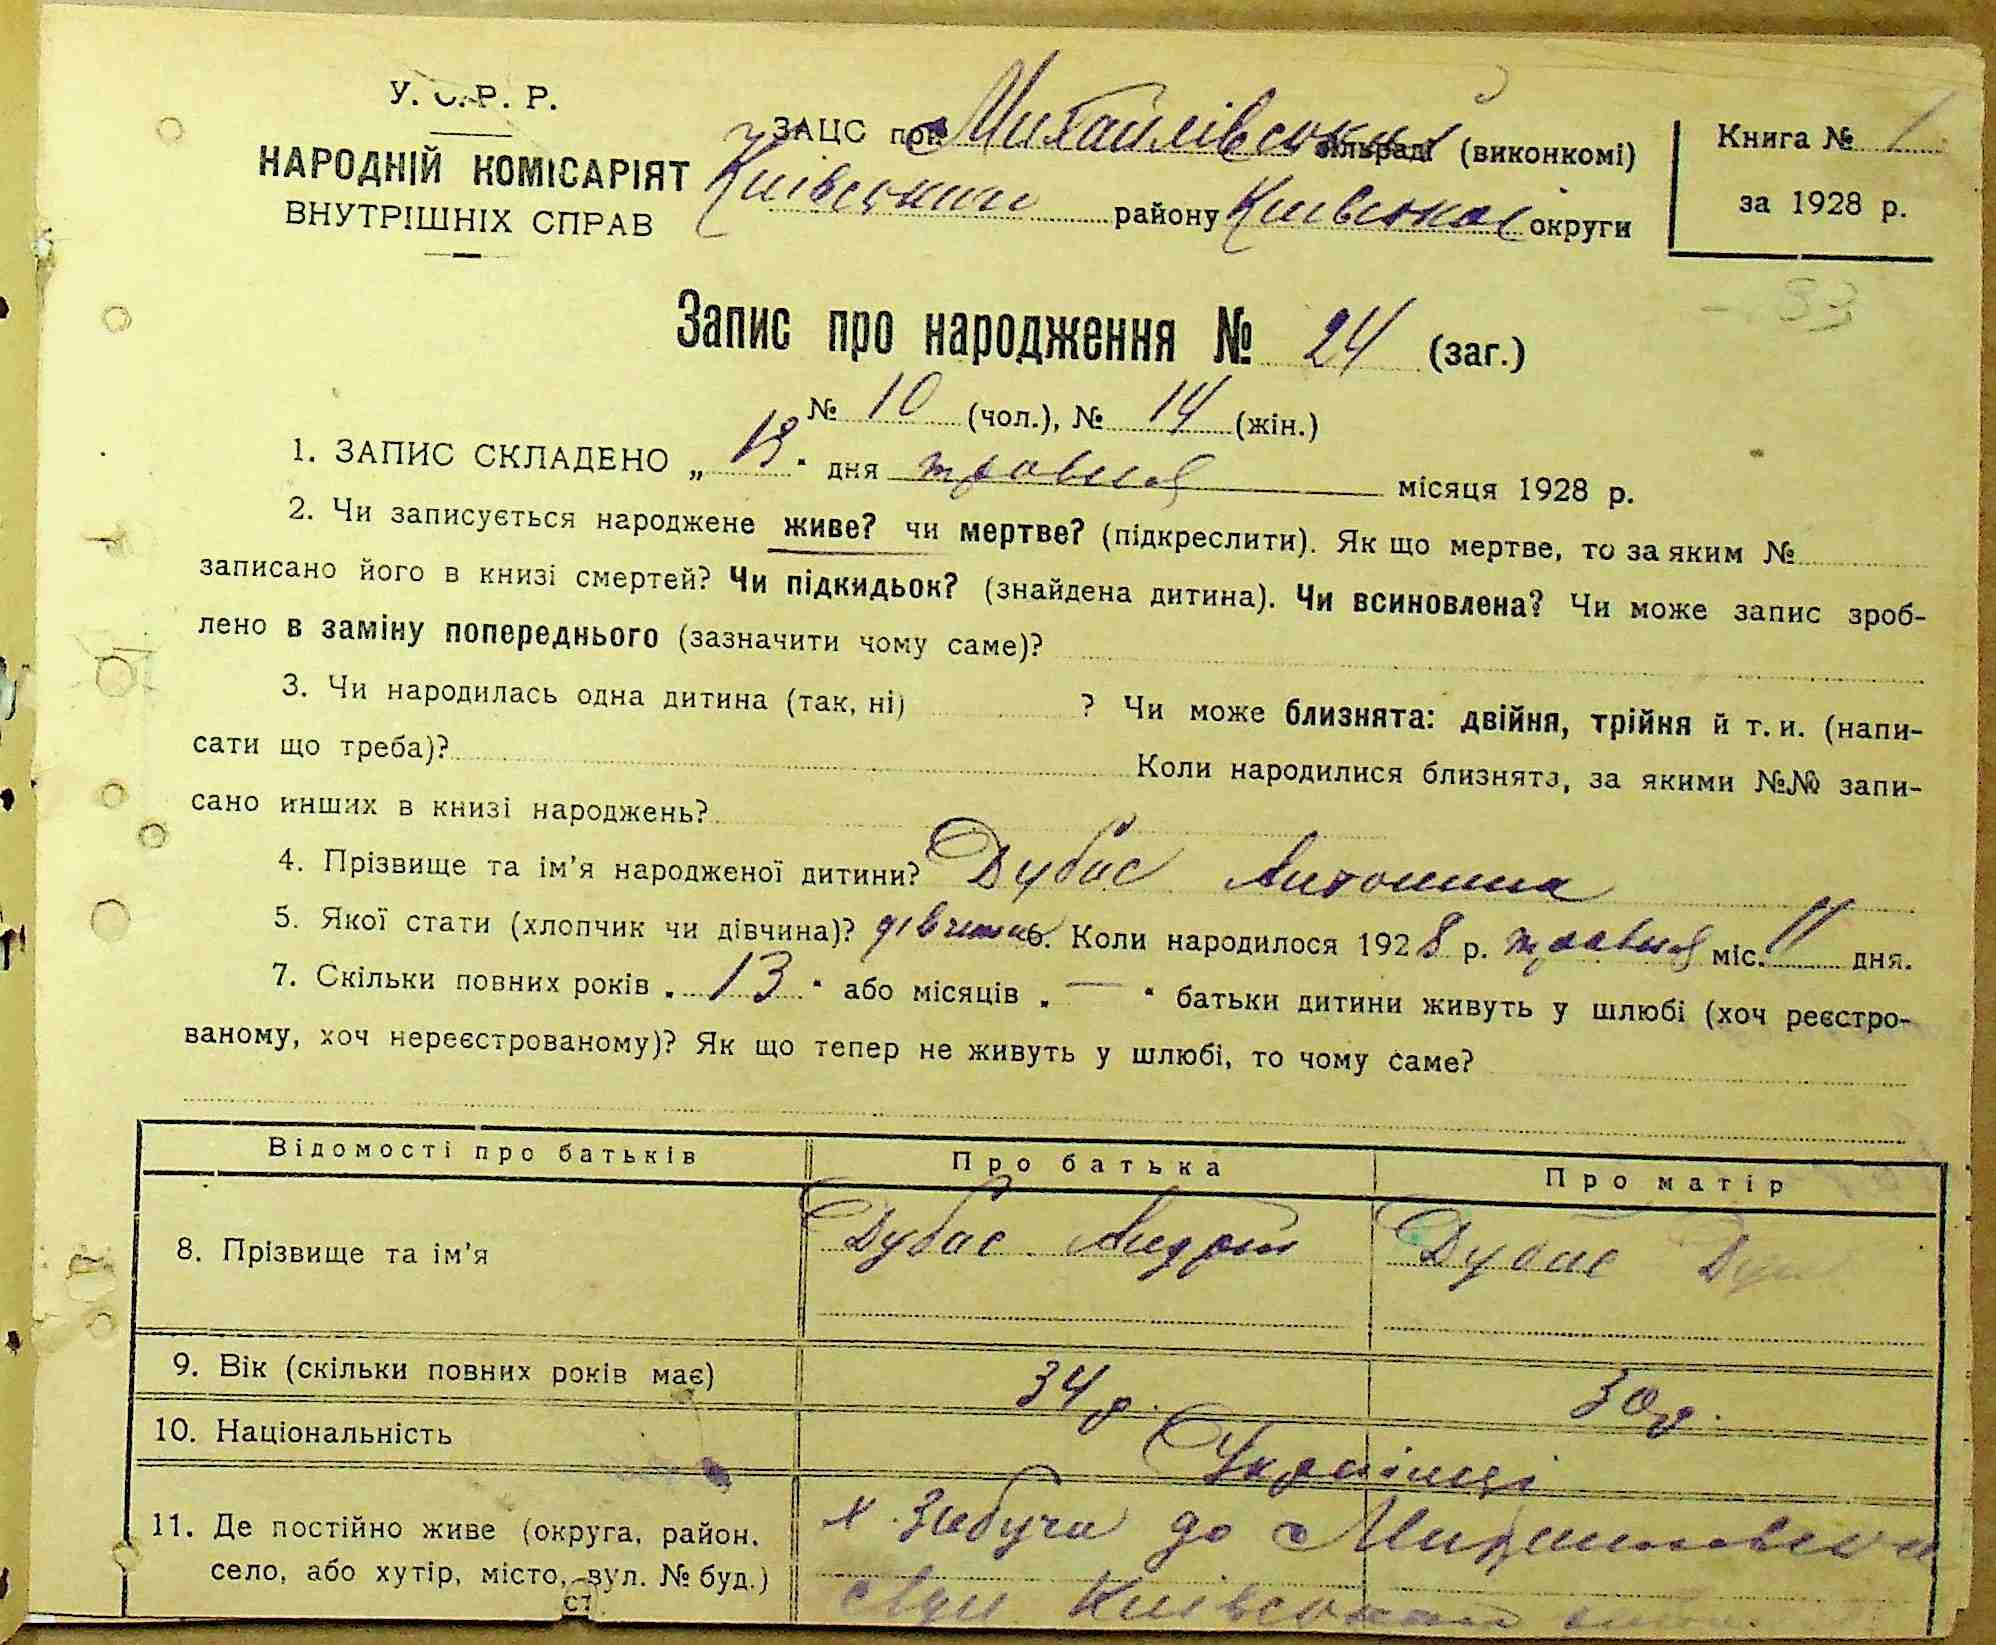 У. С. Р. Р.
НАРОДНІЙ КОМІСАРІЯТ
ВНУТРІШНІХ СПРАВ
ЗАЦС при Михайлівській сільраді (виконкомі)
Київського району Київської округи
Книга № 1
за 1928 р.
53
Запис про народження № 24 (заг.)
№ 10 (чол.), № 14 (жін.)
1. ЗАПИС СКЛАДЕНО „ " дня травня місяця 1928 р.
2. Чи записується народжене живе? чи мертве? (підкреслити). Як що мертве, то за яким №
записано його в книзі смертей? Чи підкидьок? (знайдена дитина). Чи всиновлена? Чи може запис зроб-
лено в заміну попереднього (зазначити чому саме)?
3. Чи народилась одна дитина (так, ні) ? Чи може близнята: двійня, трійня й т. и. (напи-
сати що треба)? Коли народилися близнята, за якими №№ запи-
сано инших в книзі народжень?
4. Прізвище та ім'я народженої дитини? Дубас Антонина
5. Якої стати (хлопчик чи дівчина)? дівчина 6. Коли народилося 1928 р. травня міс. 11 дня.
7. Скільки повних років „ 13 " або місяців „ — " батьки дитини живуть у шлюбі (хоч реєстро-
ваному, хоч нереєстрованому)? Як що тепер не живуть у шлюбі, то чому саме?
Відомості про батьків Про батька Про матір
8. Прізвище та ім'я Дубас Андрій Дубас
9. Вік (скільки повних років має) 34 р. 30 р.
10. Національність Українці
11. Де постійно живе (округа, район, х. Забуча до
село, або хутір, місто, вул. № буд.) Київського
ст